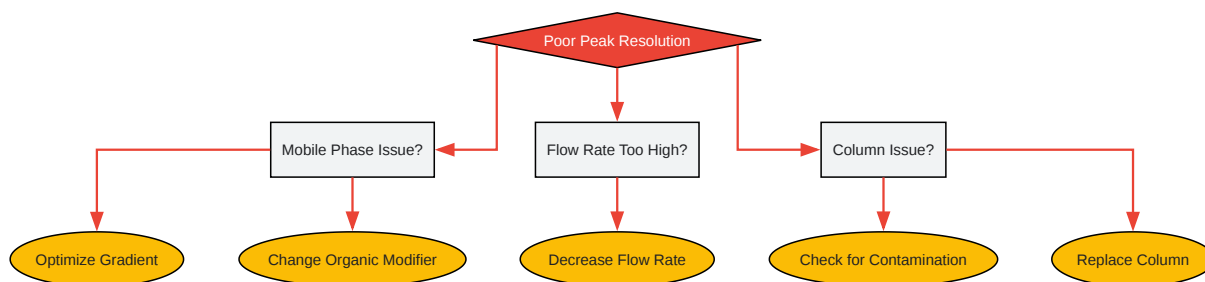 Poor Peak Resolution
Mobile Phase Issue?
Flow Rate Too High?
Column Issue?
Optimize Gradient
Change Organic Modifier
Decrease Flow Rate
Check for Contamination
Replace Column